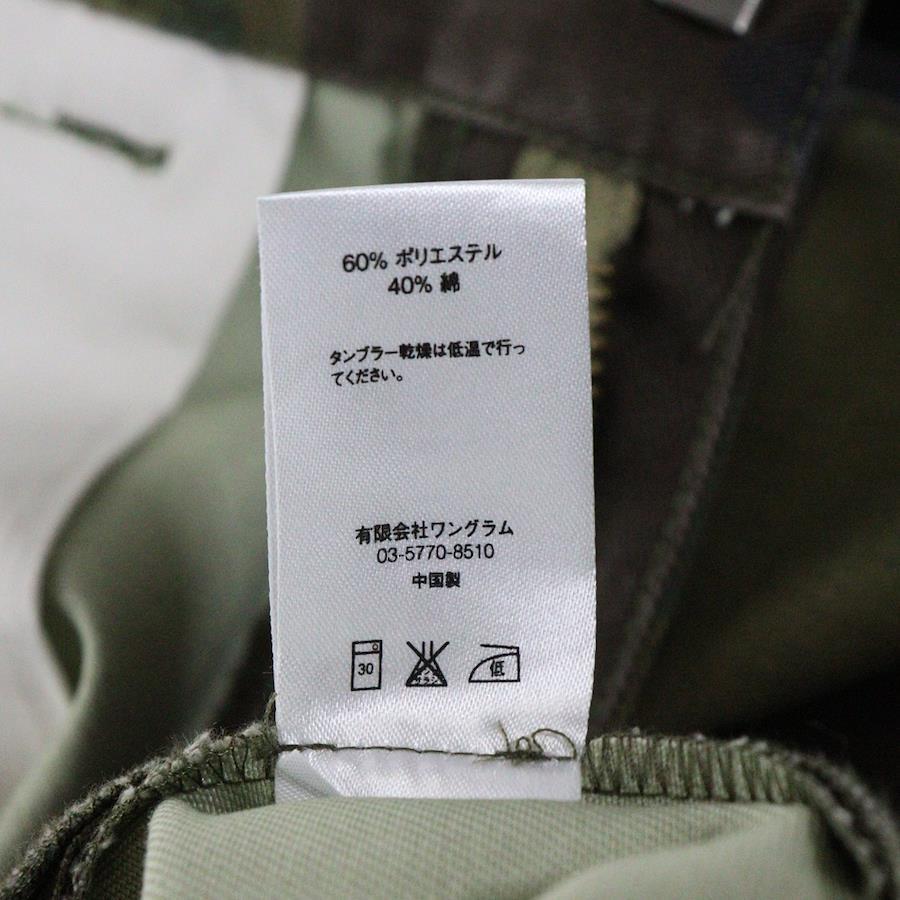 60% ポリエステル
40% 綿
タンブラー乾燥は低温で行っ
てください。
有限会社ワングラム
03-5770-8510
中国製
30
低